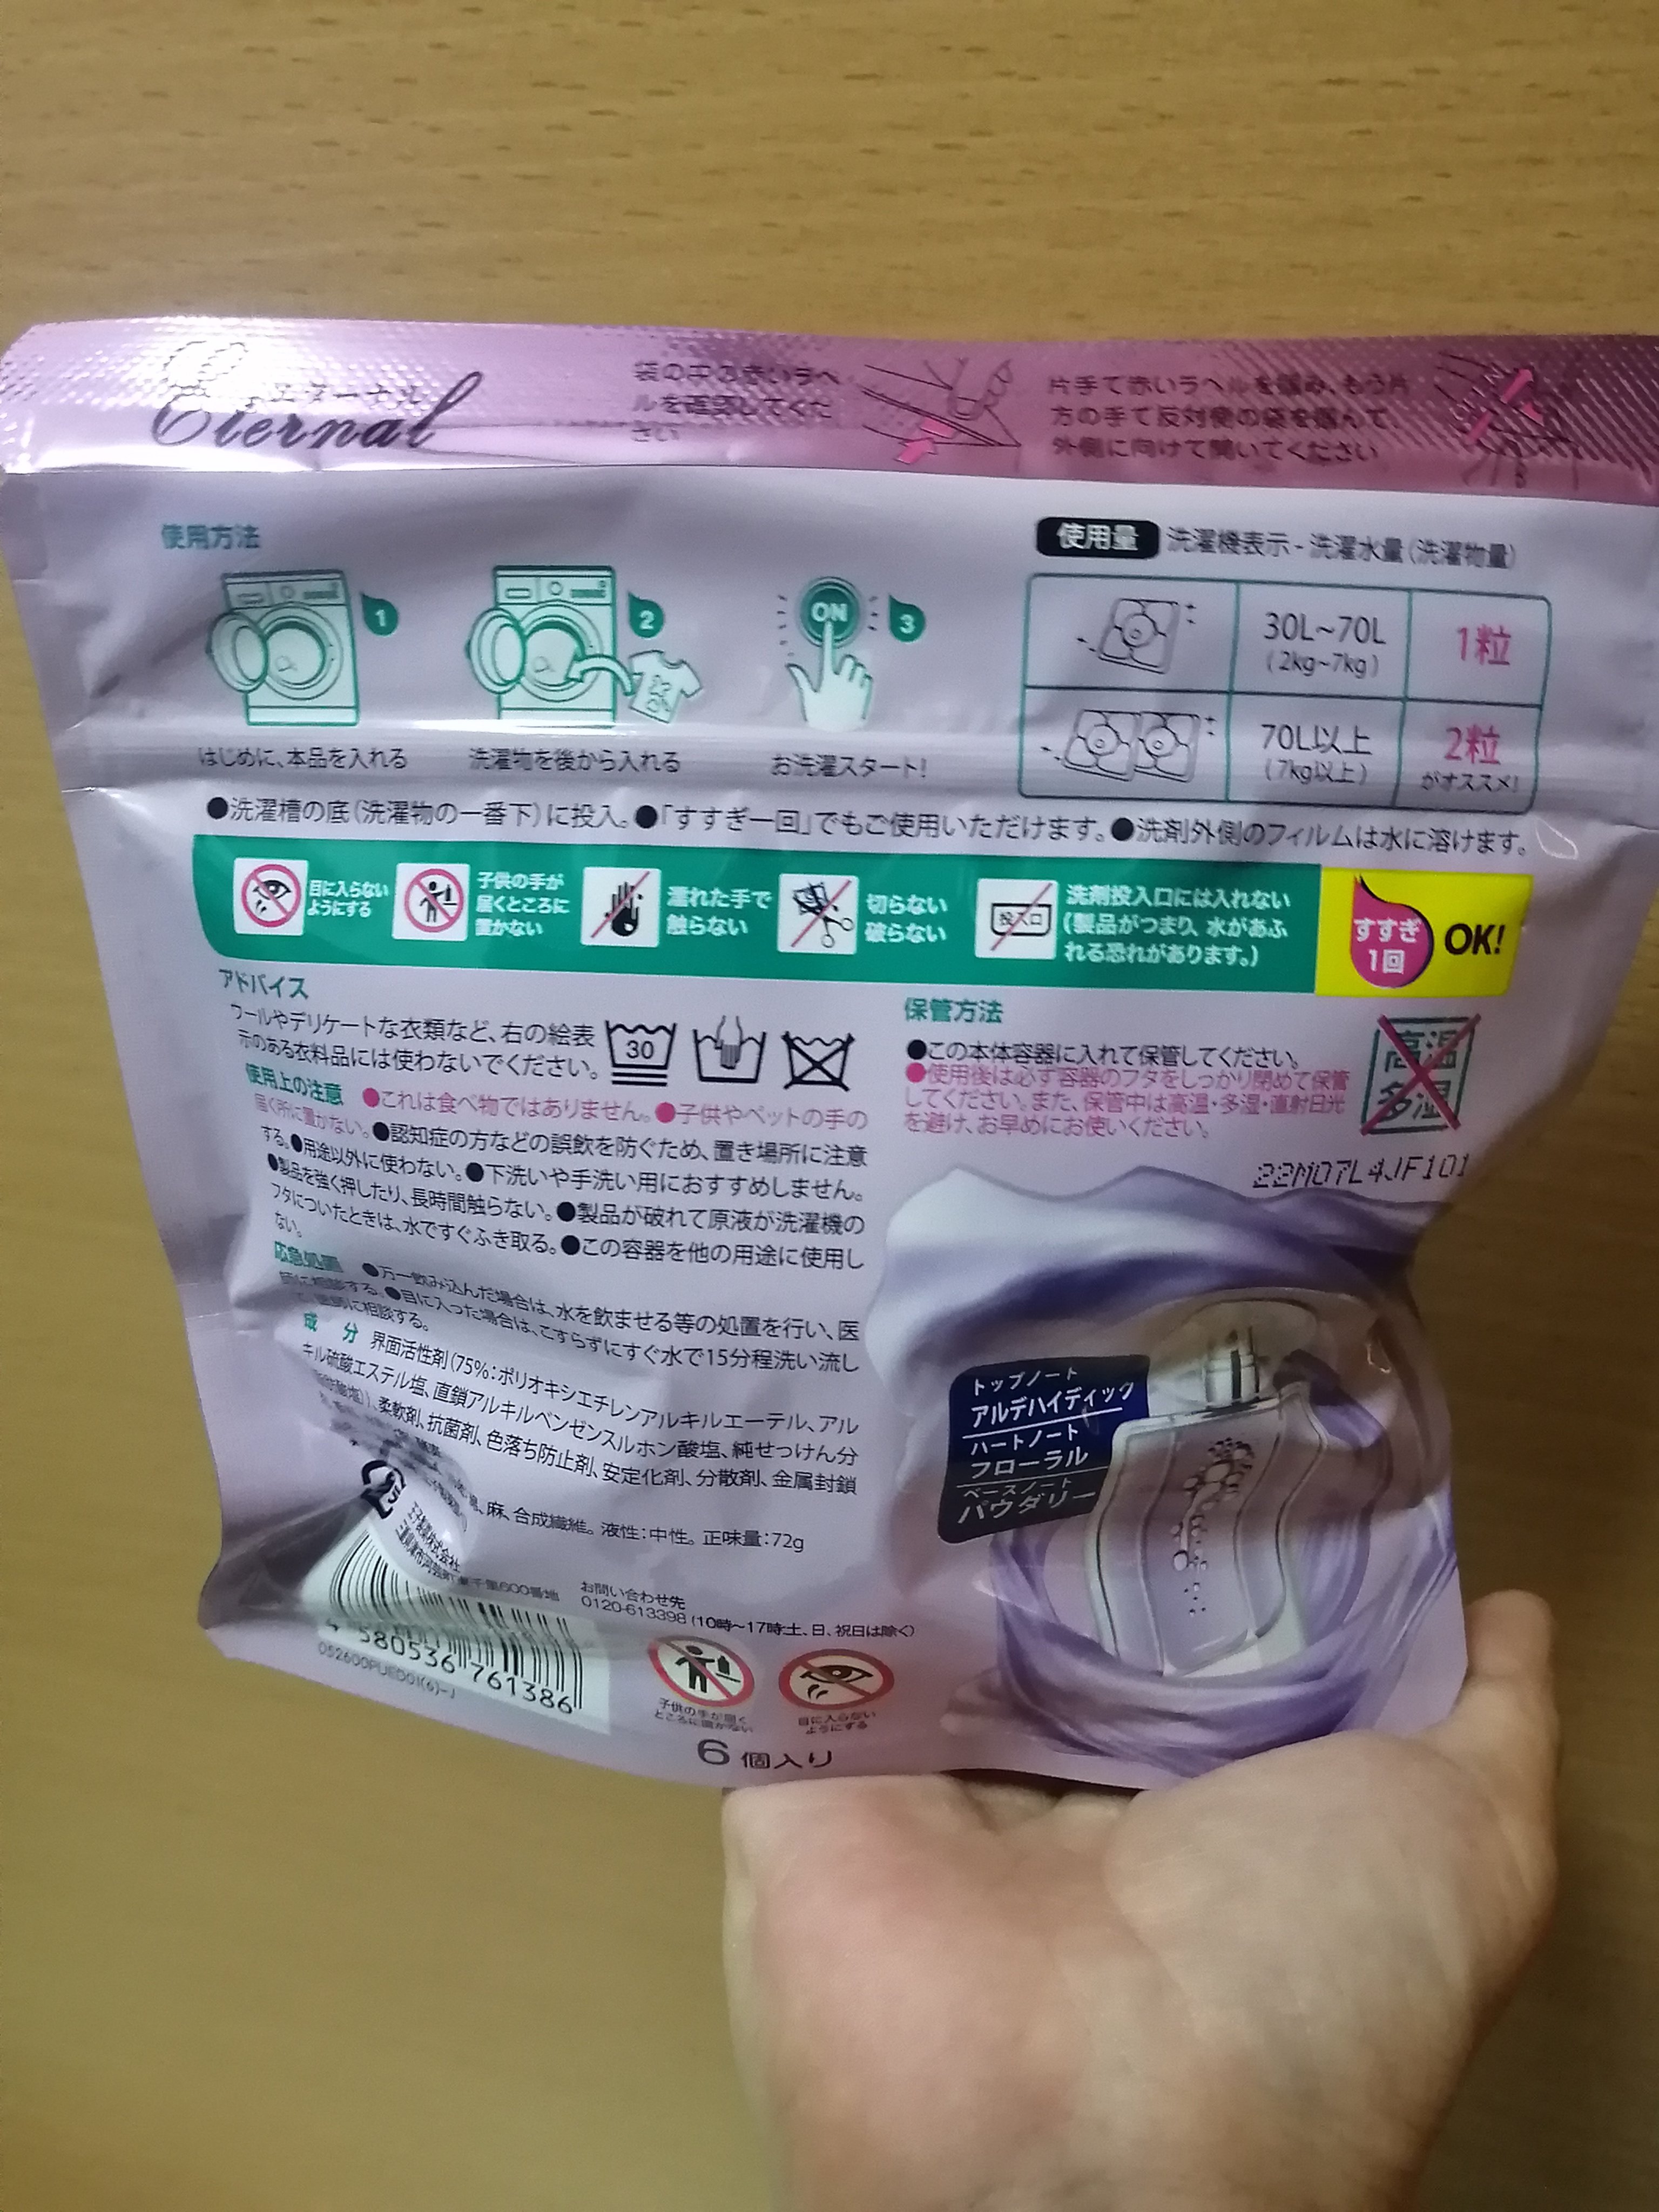 エターナル
Eternal
袋の中の赤いラベ
ルを確認してくだ
さい
片手で赤いラベルを掴み、もう片
方の手で反対側の袋を掴んで、
外側に向けて開いてください
使用方法
1
2
ON
3
はじめに、本品を入れる
洗濯物を後から入れる
お洗濯スタート!
使用量 洗濯機表示-洗濯水量(洗濯物量)
30L~70L
(2kg~7kg)
1粒
70L以上
(7kg以上)
2粒
がオススメ!
●洗濯槽の底(洗濯物の一番下)に投入。●「すすぎ一回」でもご使用いただけます。●洗剤外側のフィルムは水に溶けます。
目に入らない
ようにする
子供の手が
届くところに
置かない
濡れた手で
触らない
切らない
破らない
投入口
洗剤投入口には入れない
(製品がつまり、水があふ
れる恐れがあります。)
すすぎ
1回
OK!
アドバイス
ウールやデリケートな衣類など、右の絵表
示のある衣料品には使わないでください。
30
使用上の注意 ●これは食べ物ではありません。●子供やペットの手の
届く所に置かない。●認知症の方などの誤飲を防ぐため、置き場所に注意
する。●用途以外に使わない。●下洗いや手洗い用におすすめしません。
●製品を強く押したり、長時間触らない。●製品が破れて原液が洗濯機の
フタについたときは、水ですぐふき取る。●この容器を他の用途に使用し
ない。
応急処置 ●万一飲み込んだ場合は、水を飲ませる等の処置を行い、医
師に相談する。●目に入った場合は、こすらずにすぐ水で15分程洗い流し
医師に相談する。
成 分 界面活性剤(75%:ポリオキシエチレンアルキルエーテル、アル
キル硫酸エステル塩、直鎖アルキルベンゼンスルホン酸塩、純せっけん分
、柔軟剤、抗菌剤、色落ち防止剤、安定化剤、分散剤、金属封鎖
麻、合成繊維。液性:中性。正味量:72g
保管方法
●この本体容器に入れて保管してください。
●使用後は必ず容器のフタをしっかり閉めて保管
してください。また、保管中は高温・多湿・直射日光
を避け、お早めにお使いください。
高温
多湿
22M07L4JF101
トップノート
アルデハイディック
ハートノート
フローラル
ベースノート
パウダリー
600番地
お問い合わせ先
0120-613398 (10時~17時土、日、祝日は除く)
4 580536 761386
子供の手が届く
ところに置かない
目に入らない
ようにする
6個入り